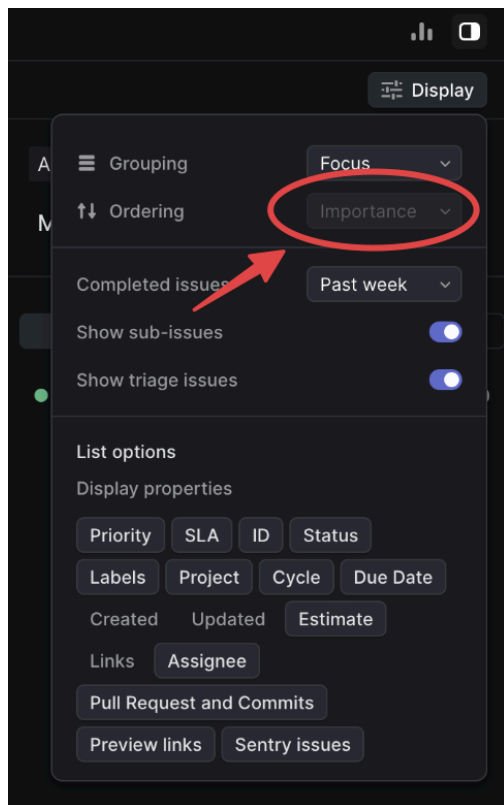 Display
A
Grouping Focus
M
Ordering Importance
Completed issues Past week
Show sub-issues
Show triage issues
List options
Display properties
Priority SLA ID Status
Labels Project Cycle Due Date
Created Updated Estimate
Links Assignee
Pull Request and Commits
Preview links Sentry issues